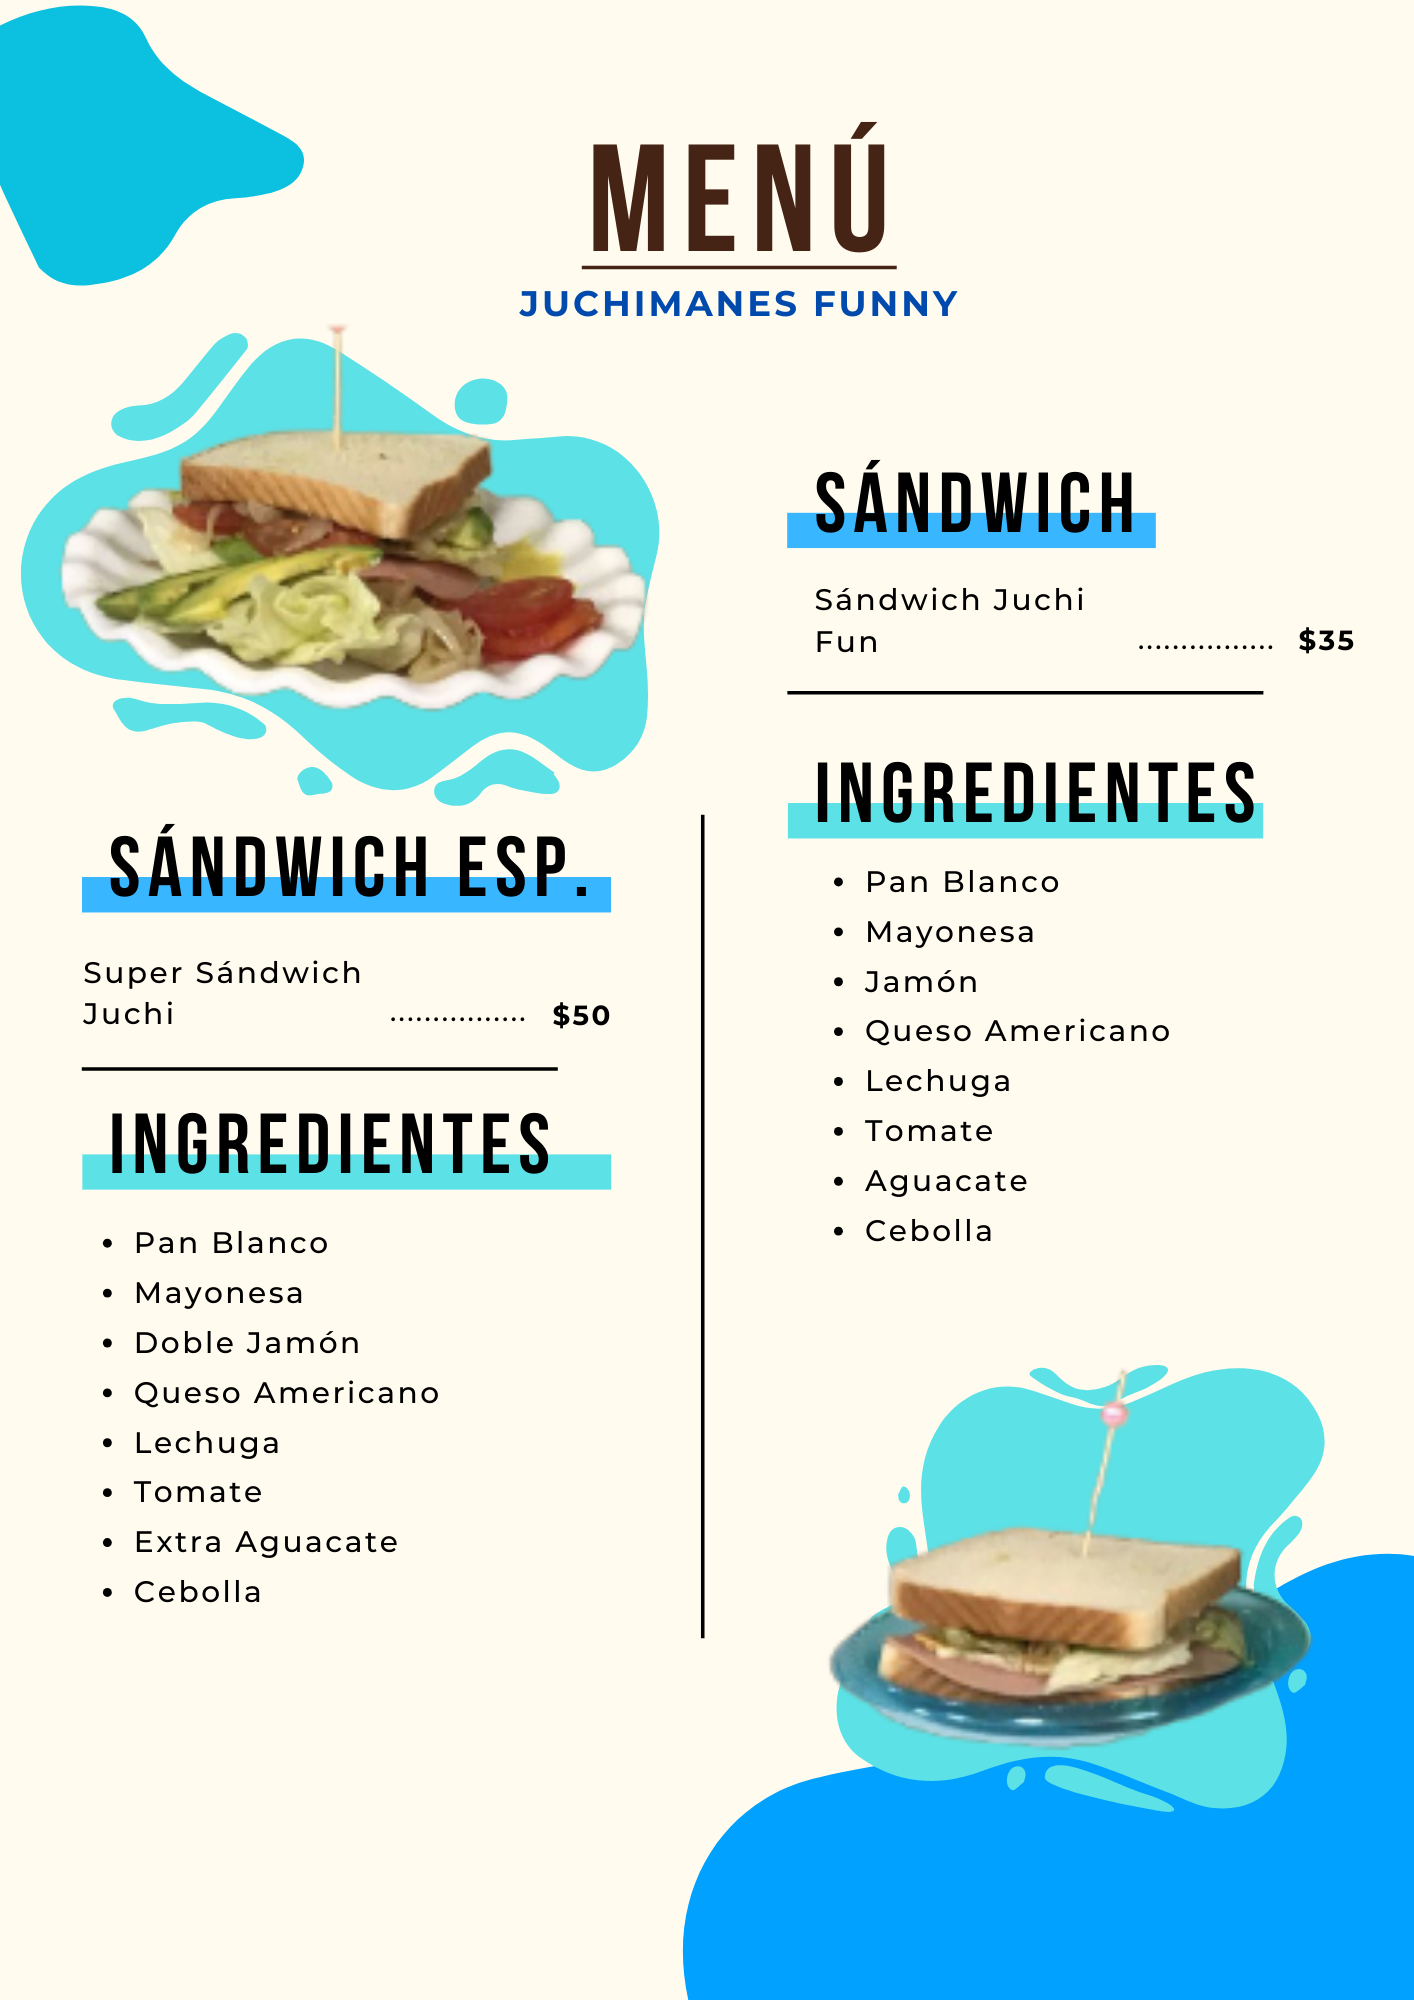 MENÚ
JUCHIMANES FUNNY
SÁNDWICH ESP.
Super Sándwich
Juchi ................ $50
INGREDIENTES
• Pan Blanco
• Mayonesa
• Doble Jamón
• Queso Americano
• Lechuga
• Tomate
• Extra Aguacate
• Cebolla
SÁNDWICH
Sándwich Juchi
Fun ................ $35
INGREDIENTES
• Pan Blanco
• Mayonesa
• Jamón
• Queso Americano
• Lechuga
• Tomate
• Aguacate
• Cebolla